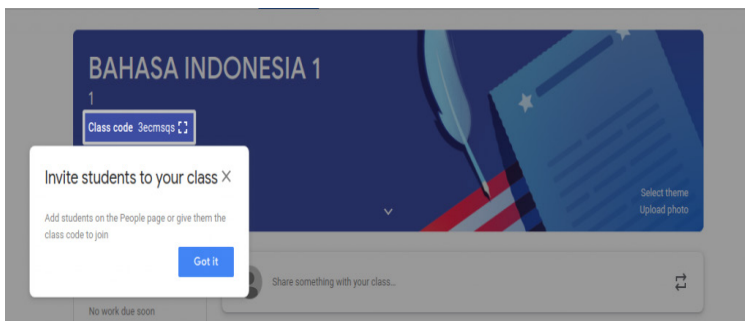 BAHASA INDONESIA 1
1
Class code 3ecmsqs
Invite students to your class
Add students on the People page or give them the
class code to join
Got it
Select theme
Upload photo
Share something with your class...
No work due soon